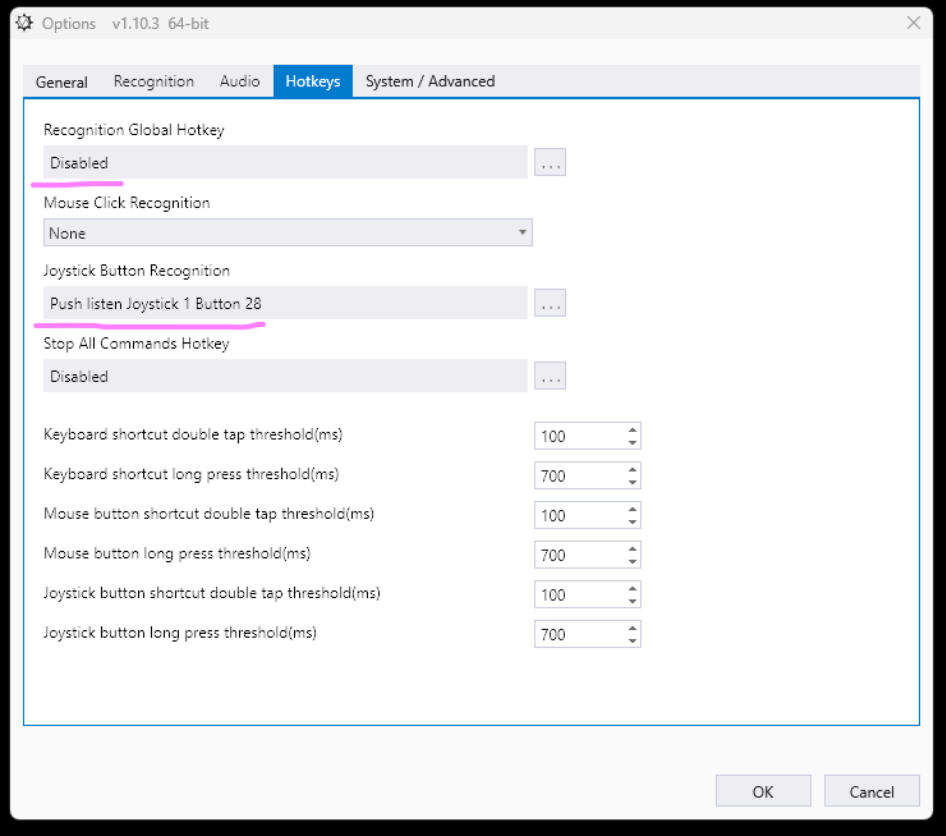 Options v1.10.3 64-bit
General Recognition Audio Hotkeys System / Advanced
Recognition Global Hotkey
Disabled
...
Mouse Click Recognition
None
Joystick Button Recognition
Push listen Joystick 1 Button 28
...
Stop All Commands Hotkey
Disabled
...
Keyboard shortcut double tap threshold(ms) 100
Keyboard shortcut long press threshold(ms) 700
Mouse button shortcut double tap threshold(ms) 100
Mouse button long press threshold(ms) 700
Joystick button shortcut double tap threshold(ms) 100
Joystick button long press threshold(ms) 700
OK Cancel